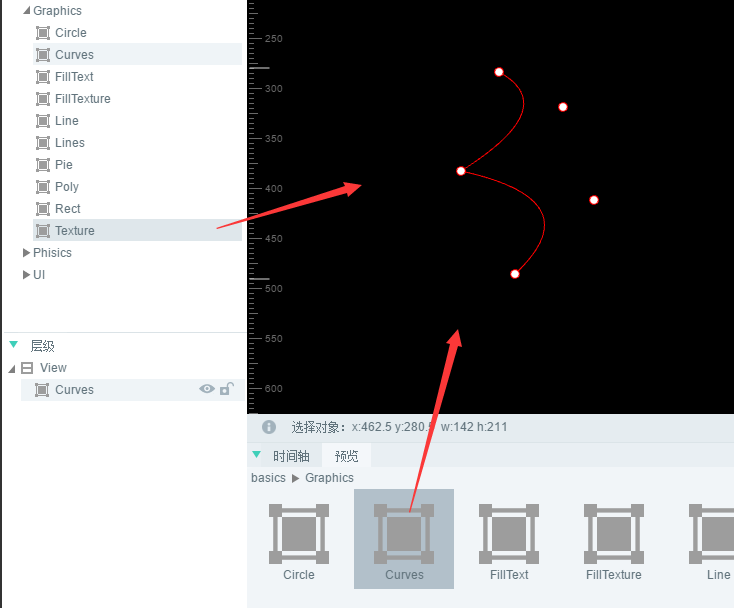 Graphics
Circle
Curves
FillText
FillTexture
Line
Lines
Pie
Poly
Rect
Texture
Phisics
UI
层级
View
Curves
250
300
350
400
450
500
550
600
选择对象：x:462.5 y:280.5 w:142 h:211
时间轴 预览
basics Graphics
Circle Curves FillText FillTexture Line